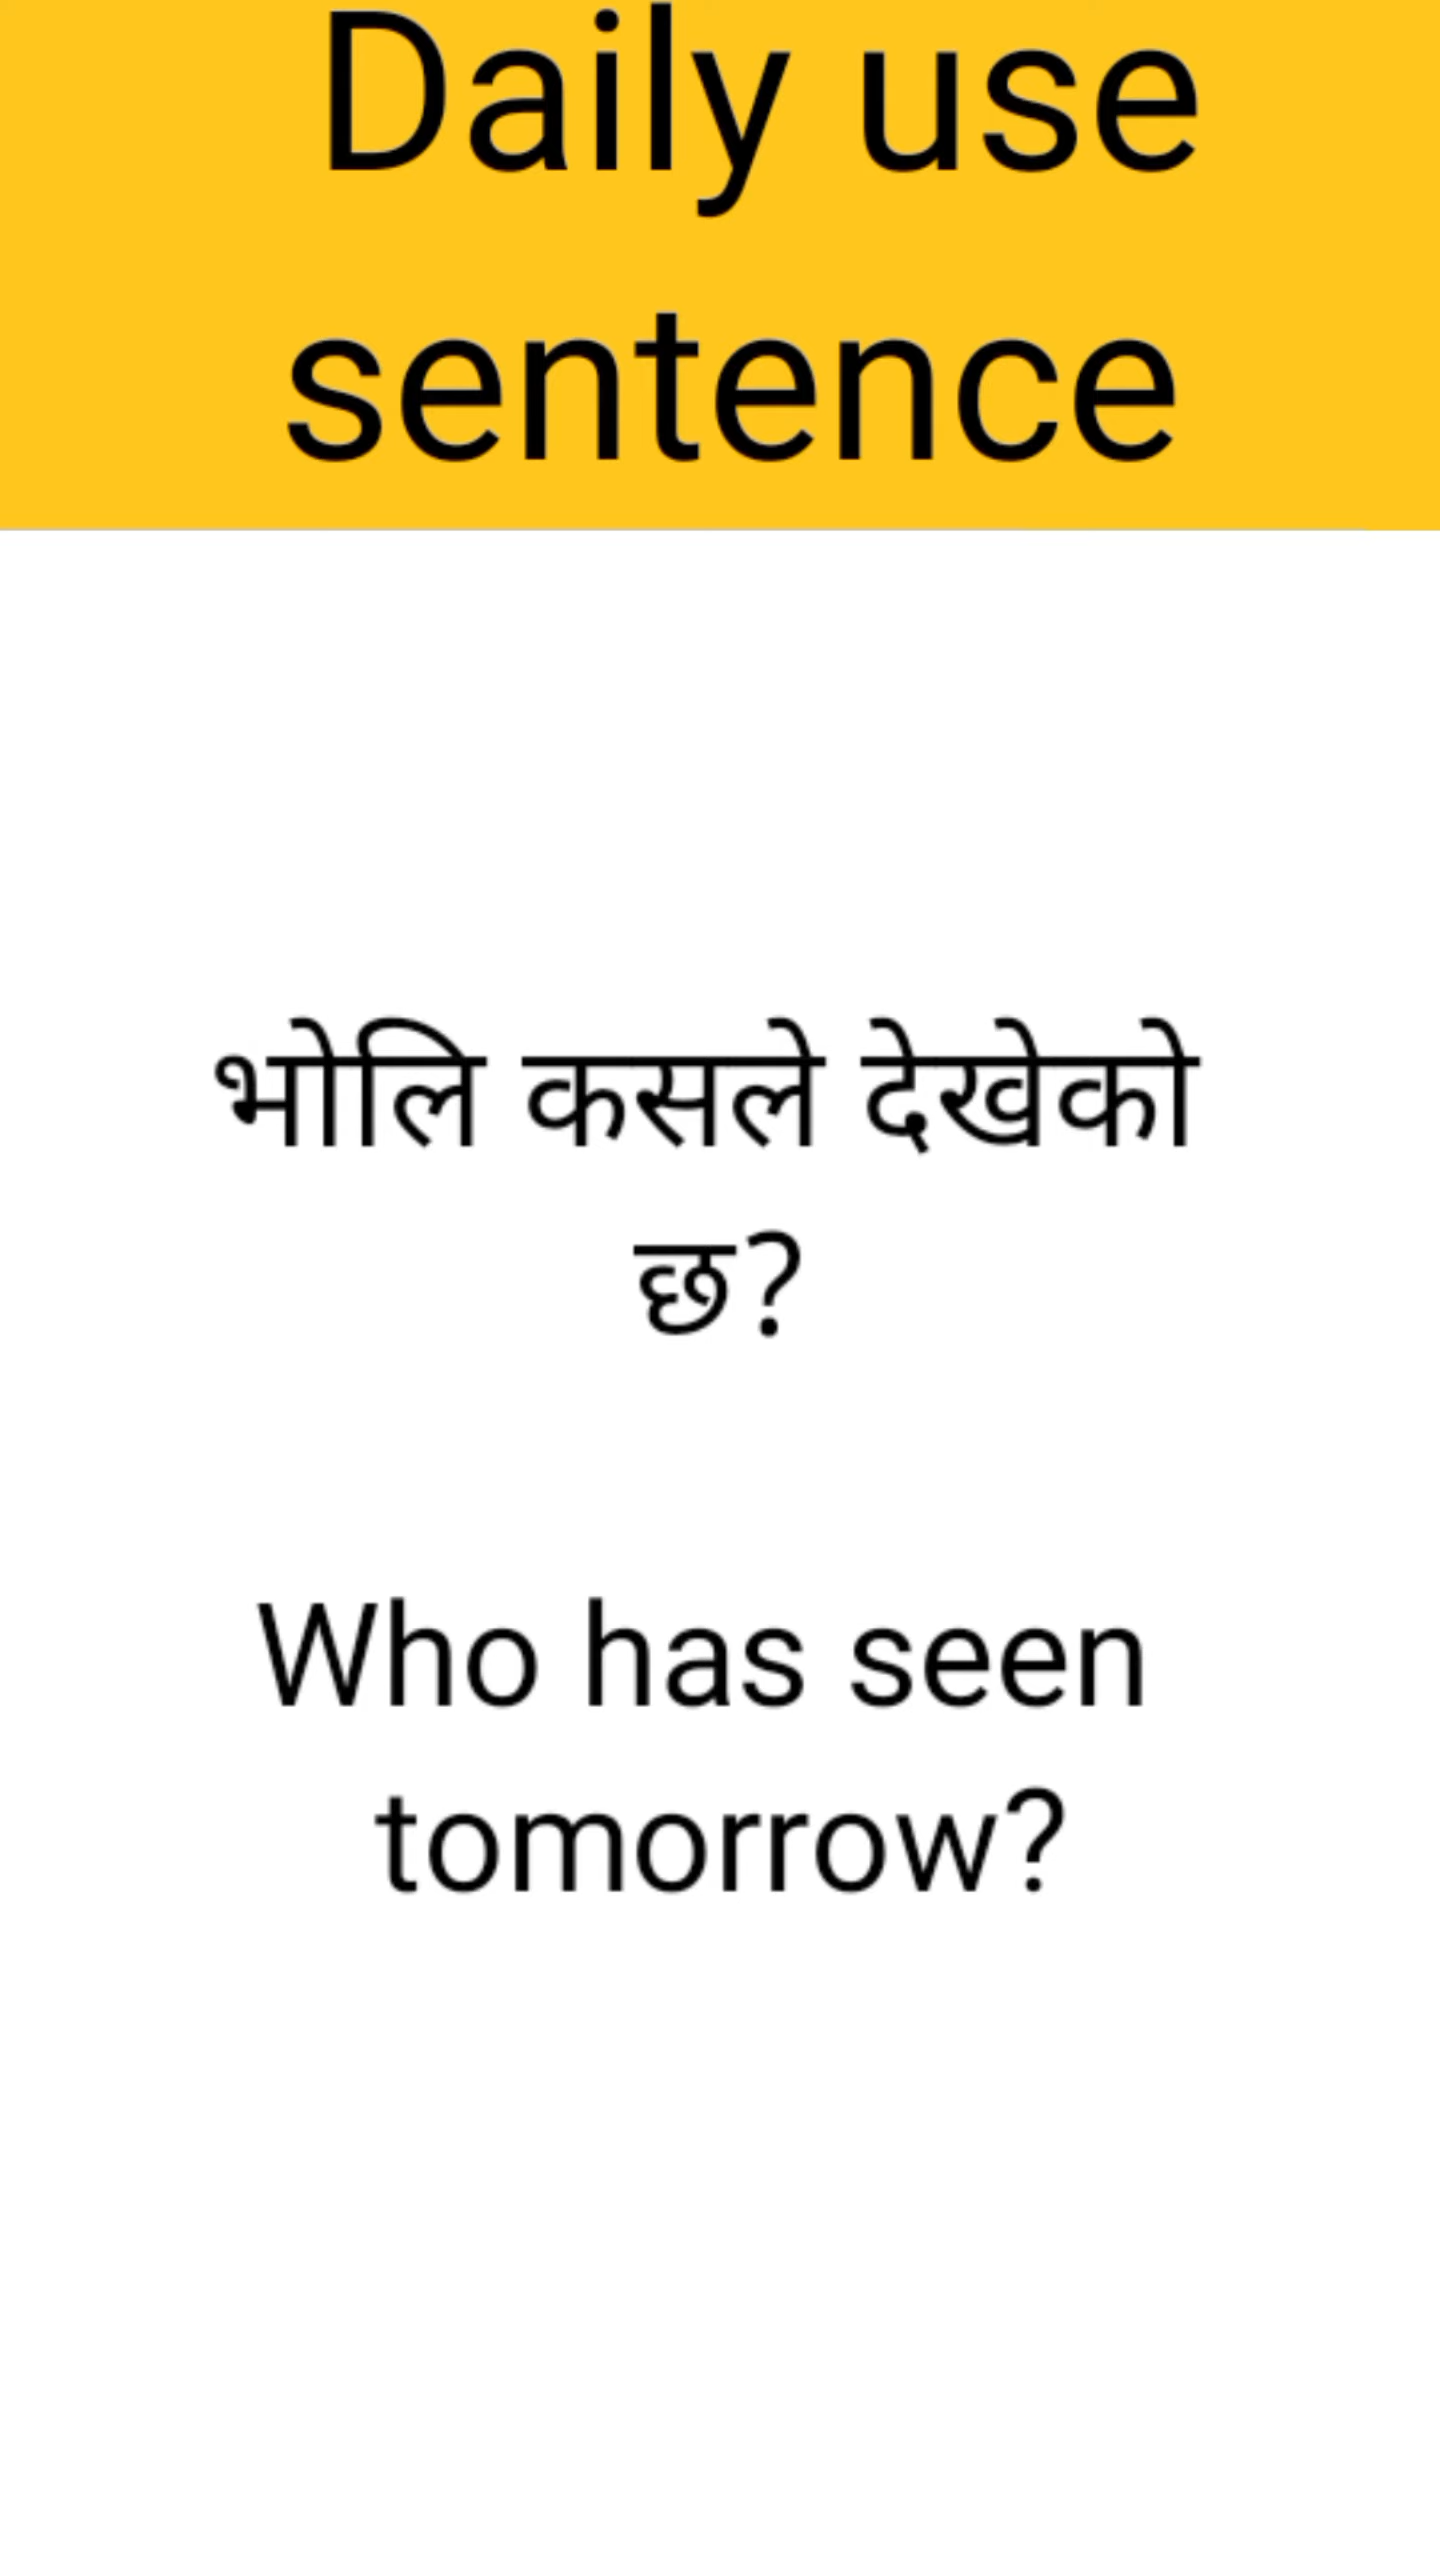 Daily use
sentence
भोलि कसले देखेको
छ?
Who has seen
tomorrow?